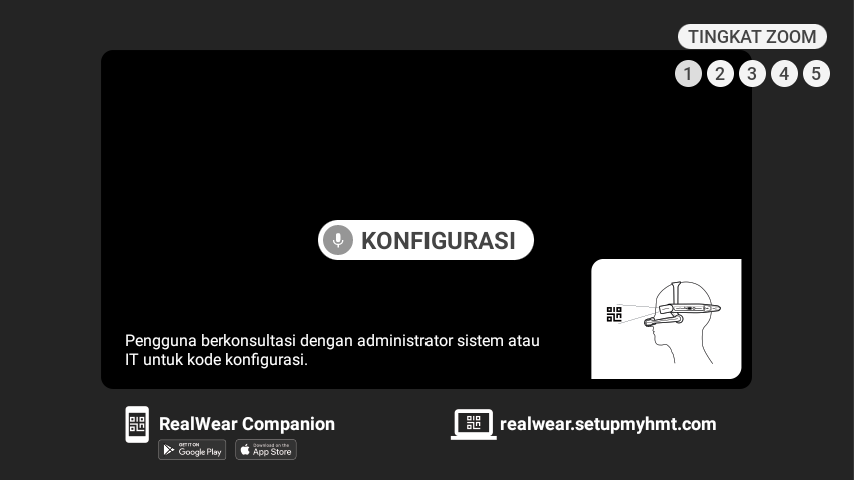 TINGKAT ZOOM
1 2 3 4 5
KONFIGURASI
Pengguna berkonsultasi dengan administrator sistem atau
IT untuk kode konfigurasi.
RealWear Companion
GET IT ON
Google Play
Download on the
App Store
realwear.setupmyhmt.com